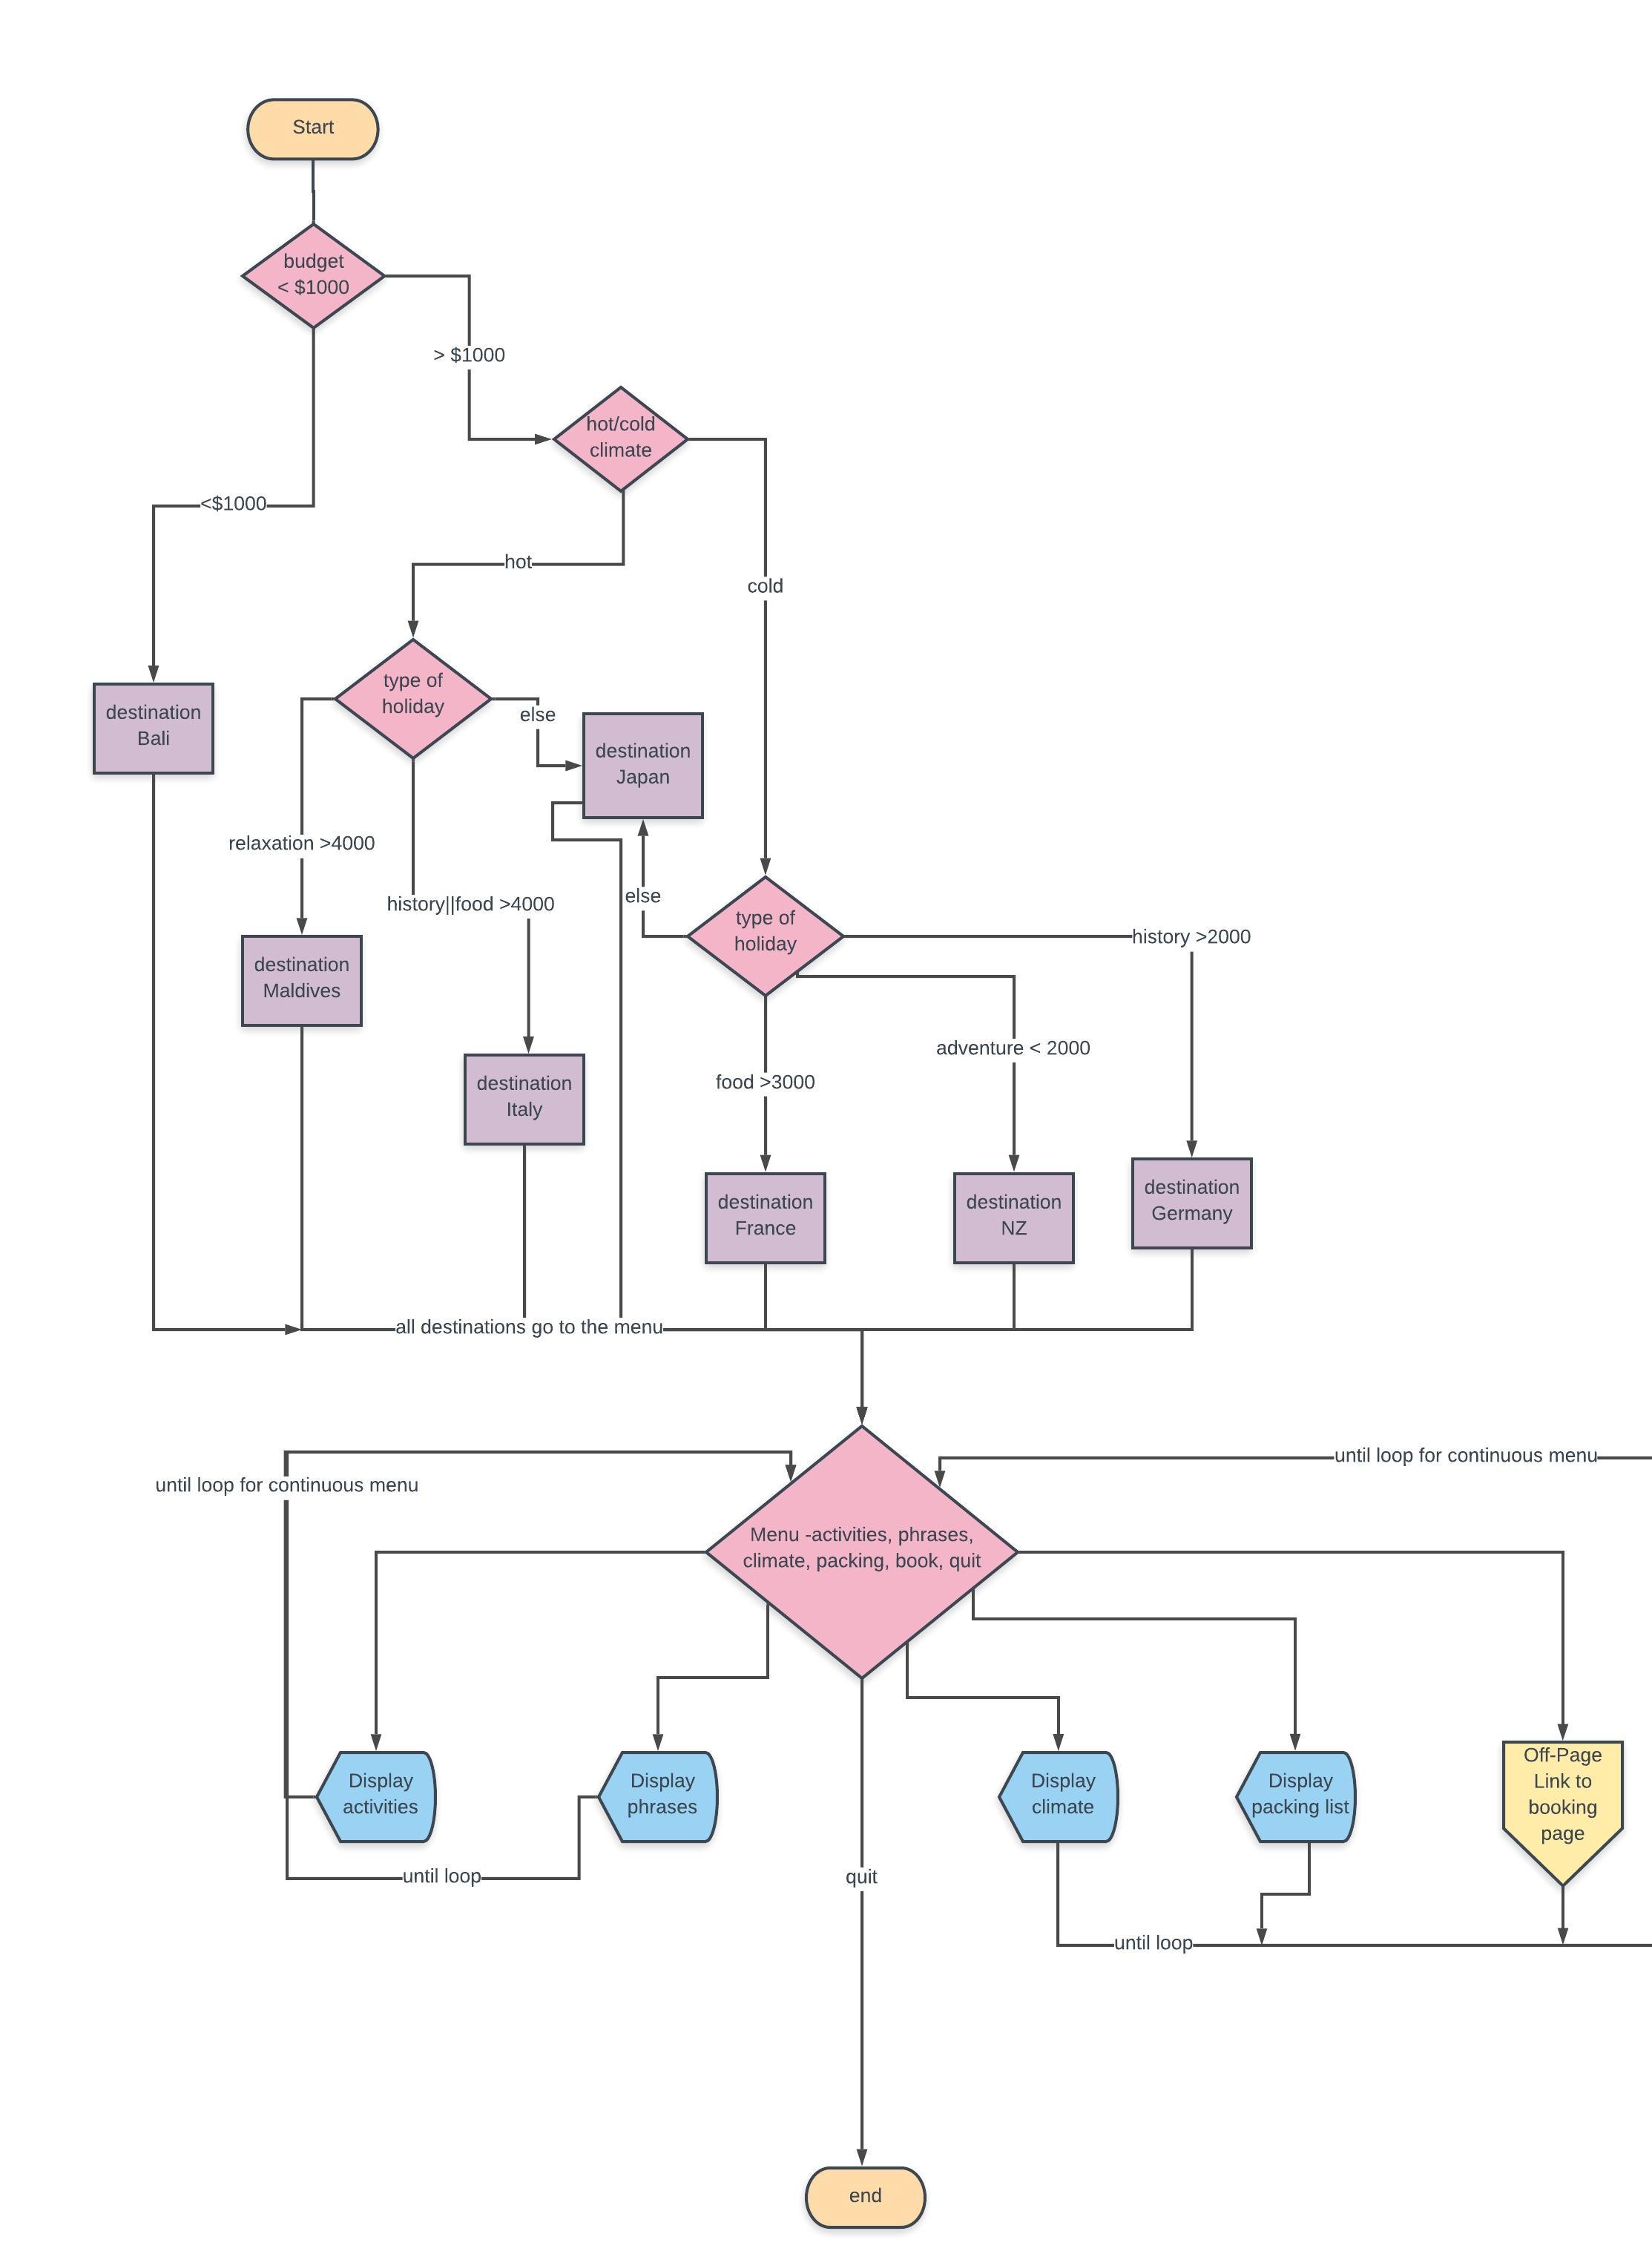 Start
budget
< $1000
> $1000
hot/cold
climate
<$1000
hot
cold
type of
holiday
else
destination
Bali
destination
Japan
relaxation >4000
history||food >4000
else
type of
holiday
history >2000
destination
Maldives
adventure < 2000
food >3000
destination
Italy
destination
France
destination
NZ
destination
Germany
all destinations go to the menu
until loop for continuous menu
until loop for continuous menu
Menu -activities, phrases,
climate, packing, book, quit
Display
activities
Display
phrases
Display
climate
Display
packing list
Off-Page
Link to
booking
page
until loop
quit
until loop
end